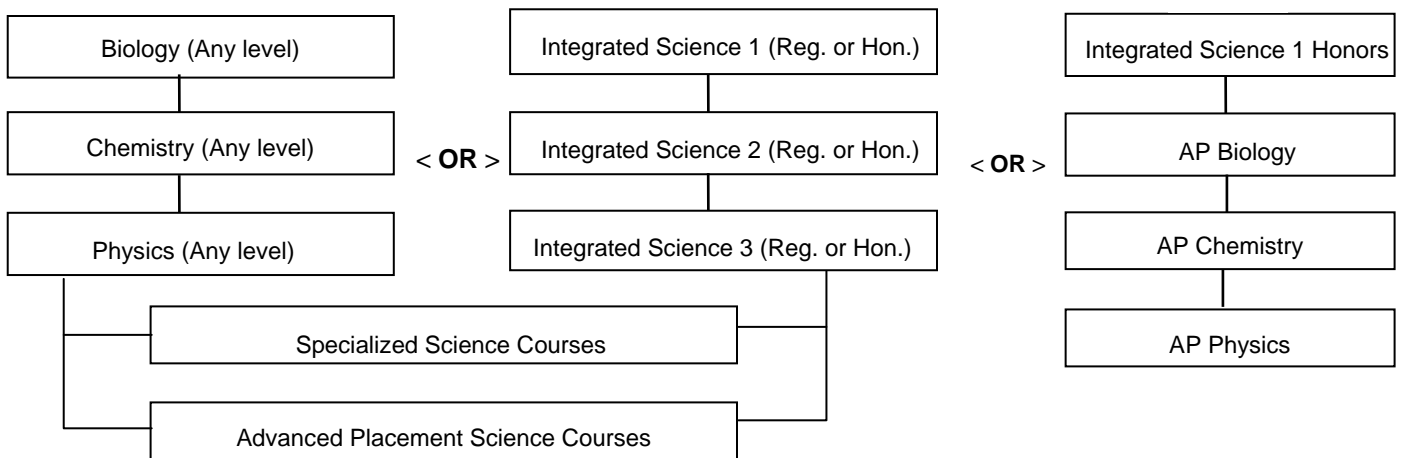 Biology (Any level)
Chemistry (Any level)
Physics (Any level)
< OR >
Integrated Science 1 (Reg. or Hon.)
Integrated Science 2 (Reg. or Hon.)
Integrated Science 3 (Reg. or Hon.)
< OR >
Integrated Science 1 Honors
AP Biology
AP Chemistry
AP Physics
Specialized Science Courses
Advanced Placement Science Courses